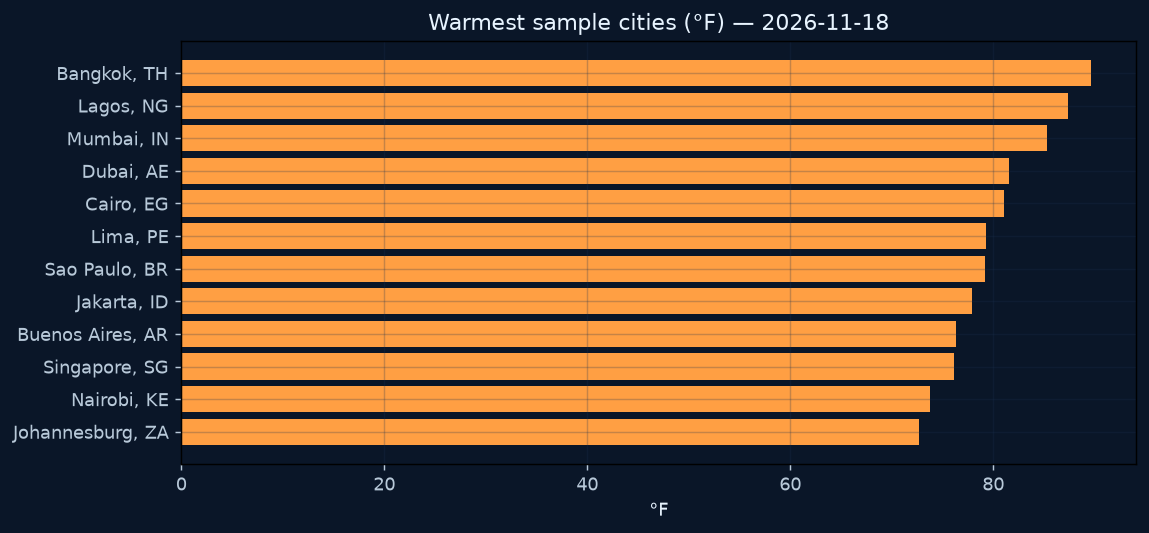 Warmest sample cities (°F) — 2026-11-18
Bangkok, TH
Lagos, NG
Mumbai, IN
Dubai, AE
Cairo, EG
Lima, PE
Sao Paulo, BR
Jakarta, ID
Buenos Aires, AR
Singapore, SG
Nairobi, KE
Johannesburg, ZA
0 20 40 60 80
°F